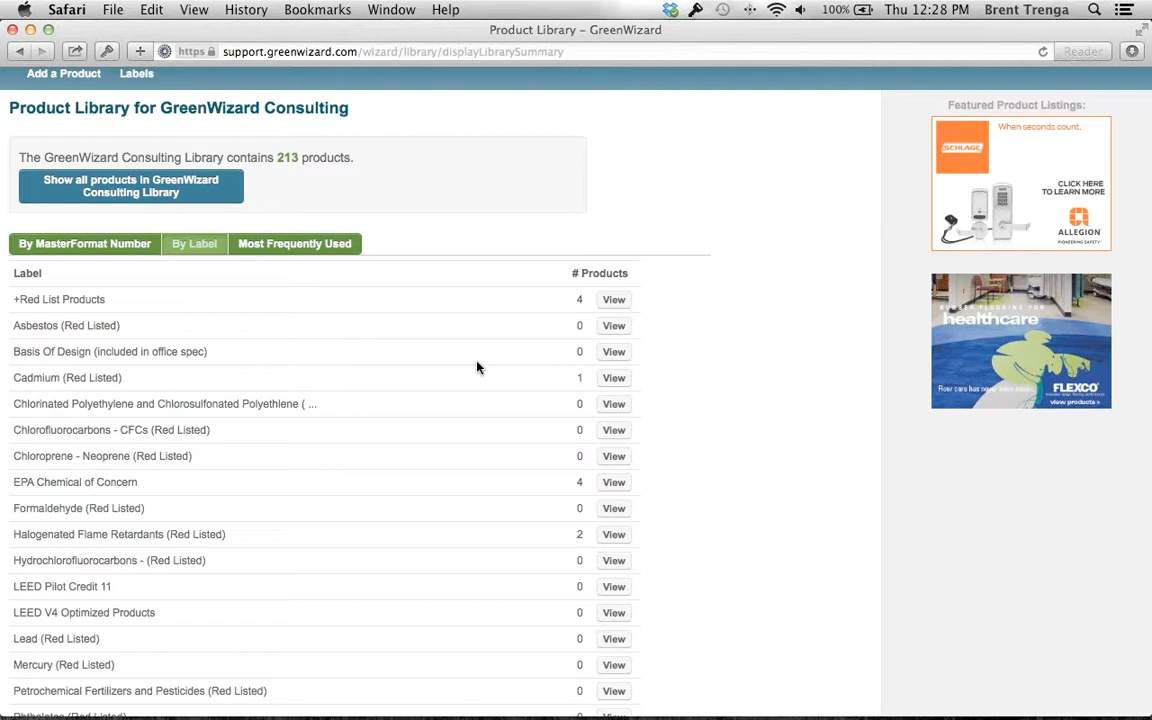 Safari File Edit View History Bookmarks Window Help 100% Thu 12:28 PM Brent Trenga
Product Library – GreenWizard
https support.greenwizard.com/wizard/library/displayLibrarySummary Reader
Add a Product Labels
Product Library for GreenWizard Consulting
The GreenWizard Consulting Library contains 213 products.
Show all products in GreenWizard
Consulting Library
By MasterFormat Number By Label Most Frequently Used
Label # Products
+Red List Products 4 View
Asbestos (Red Listed) 0 View
Basis Of Design (included in office spec) 0 View
Cadmium (Red Listed) 1 View
Chlorinated Polyethylene and Chlorosulfonated Polyethlene ( ... 0 View
Chlorofluorocarbons - CFCs (Red Listed) 0 View
Chloroprene - Neoprene (Red Listed) 0 View
EPA Chemical of Concern 4 View
Formaldehyde (Red Listed) 0 View
Halogenated Flame Retardants (Red Listed) 2 View
Hydrochlorofluorocarbons - (Red Listed) 0 View
LEED Pilot Credit 11 0 View
LEED V4 Optimized Products 0 View
Lead (Red Listed) 0 View
Mercury (Red Listed) 0 View
Petrochemical Fertilizers and Pesticides (Red Listed) 0 View
Featured Product Listings:
When seconds count.
SCHLAGE
CLICK HERE
TO LEARN MORE
ALLEGION
PIONEERING SAFETY
RUBBER FLOORING FOR
healthcare
FLEXCO
view products >